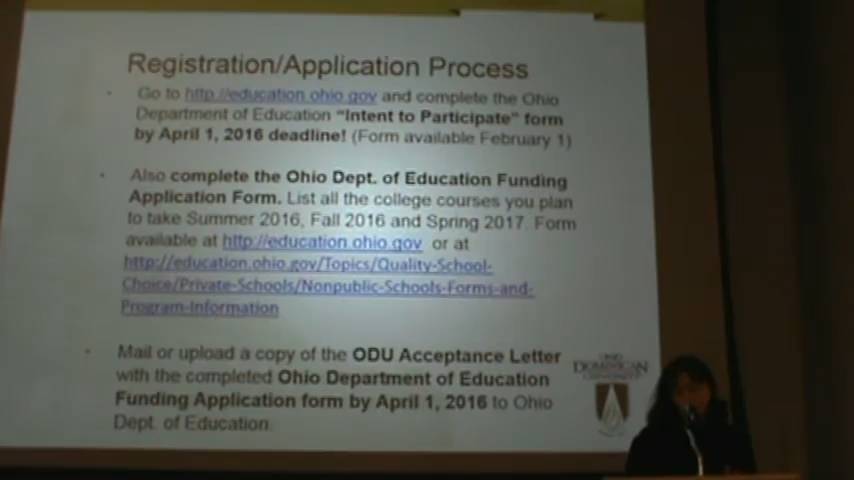 Registration/Application Process
Go to http://education.ohio.gov and complete the Ohio
Department of Education "Intent to Participate" form
by April 1, 2016 deadline! (Form available February 1)
Also complete the Ohio Dept. of Education Funding
Application Form. List all the college courses you plan
to take Summer 2016, Fall 2016 and Spring 2017. Form
available at http://education.ohio.gov or at
http://education.ohio.gov/Topics/Quality-School-
Choice/Private-Schools/Nonpublic-Schools-Forms-and-
Program-Information
Mail or upload a copy of the ODU Acceptance Letter
with the completed Ohio Department of Education
Funding Application form by April 1, 2016 to Ohio
Dept. of Education.
OHIO
DOMINICAN
UNIVERSITY